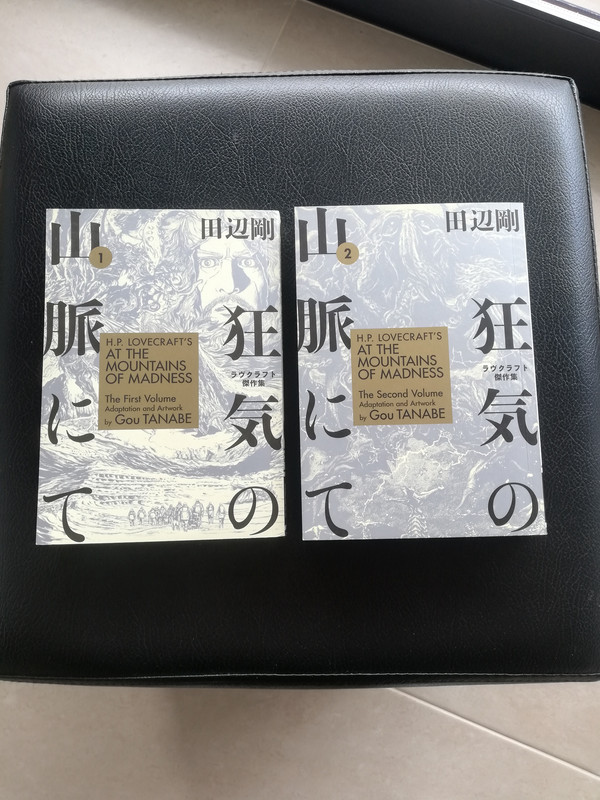 田辺剛
狂気の
山脈にて
1
ラヴクラフト
傑作集
H.P. LOVECRAFT'S
AT THE
MOUNTAINS
OF MADNESS
The First Volume
Adaptation and Artwork
by Gou TANABE
田辺剛
狂気の
山脈にて
2
ラヴクラフト
傑作集
H.P. LOVECRAFT'S
AT THE
MOUNTAINS
OF MADNESS
The Second Volume
Adaptation and Artwork
by Gou TANABE